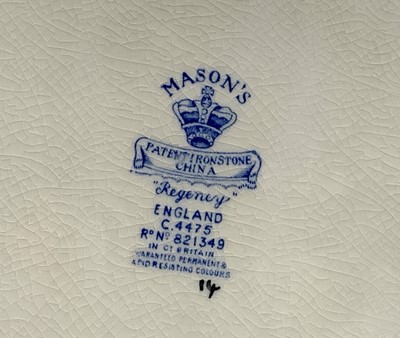 MASON'S
PATENT IRONSTONE
CHINA
"Regency"
ENGLAND
C.4475
RD NO 821349
IN GT BRITAIN
GUARANTEED PERMANENT &
ACID RESISTING COLOURS
14